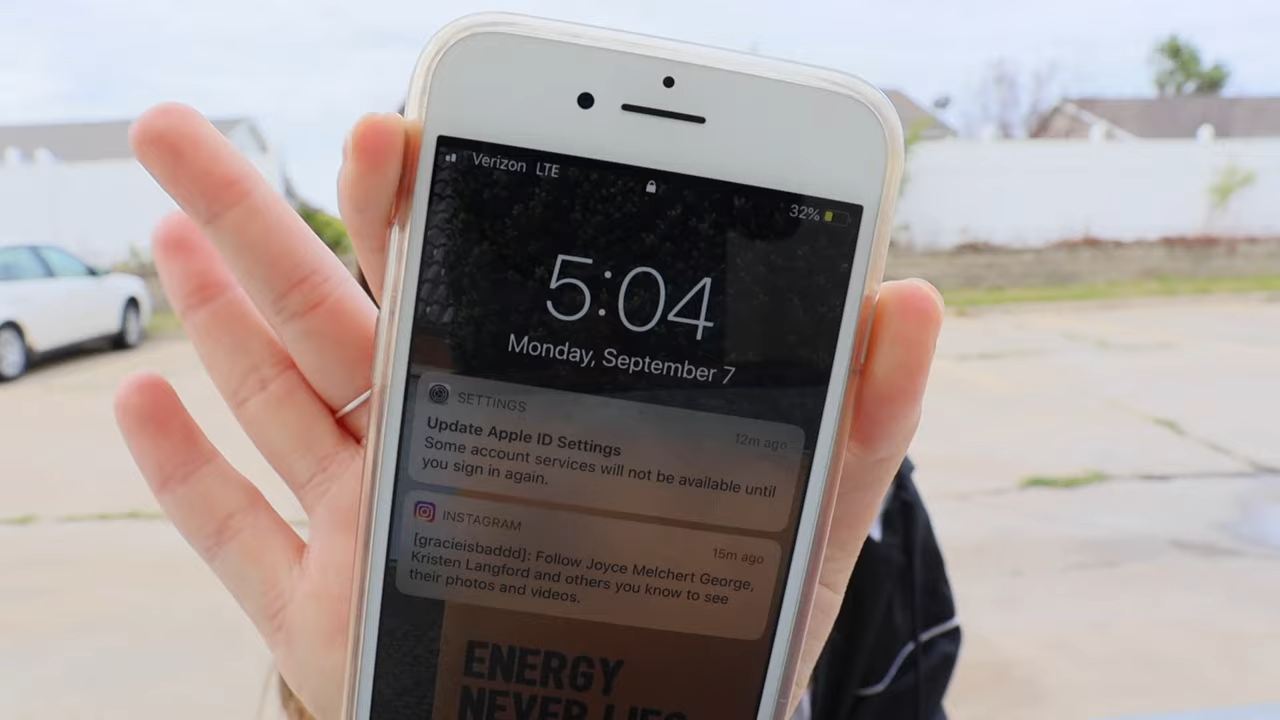 Verizon LTE
32%
5:04
Monday, September 7
SETTINGS
12m ago
Update Apple ID Settings
Some account services will not be available until
you sign in again.
INSTAGRAM
15m ago
[gracieisbaddd]: Follow Joyce Melchert George,
Kristen Langford and others you know to see
their photos and videos.
ENERGY
NEVER LIES